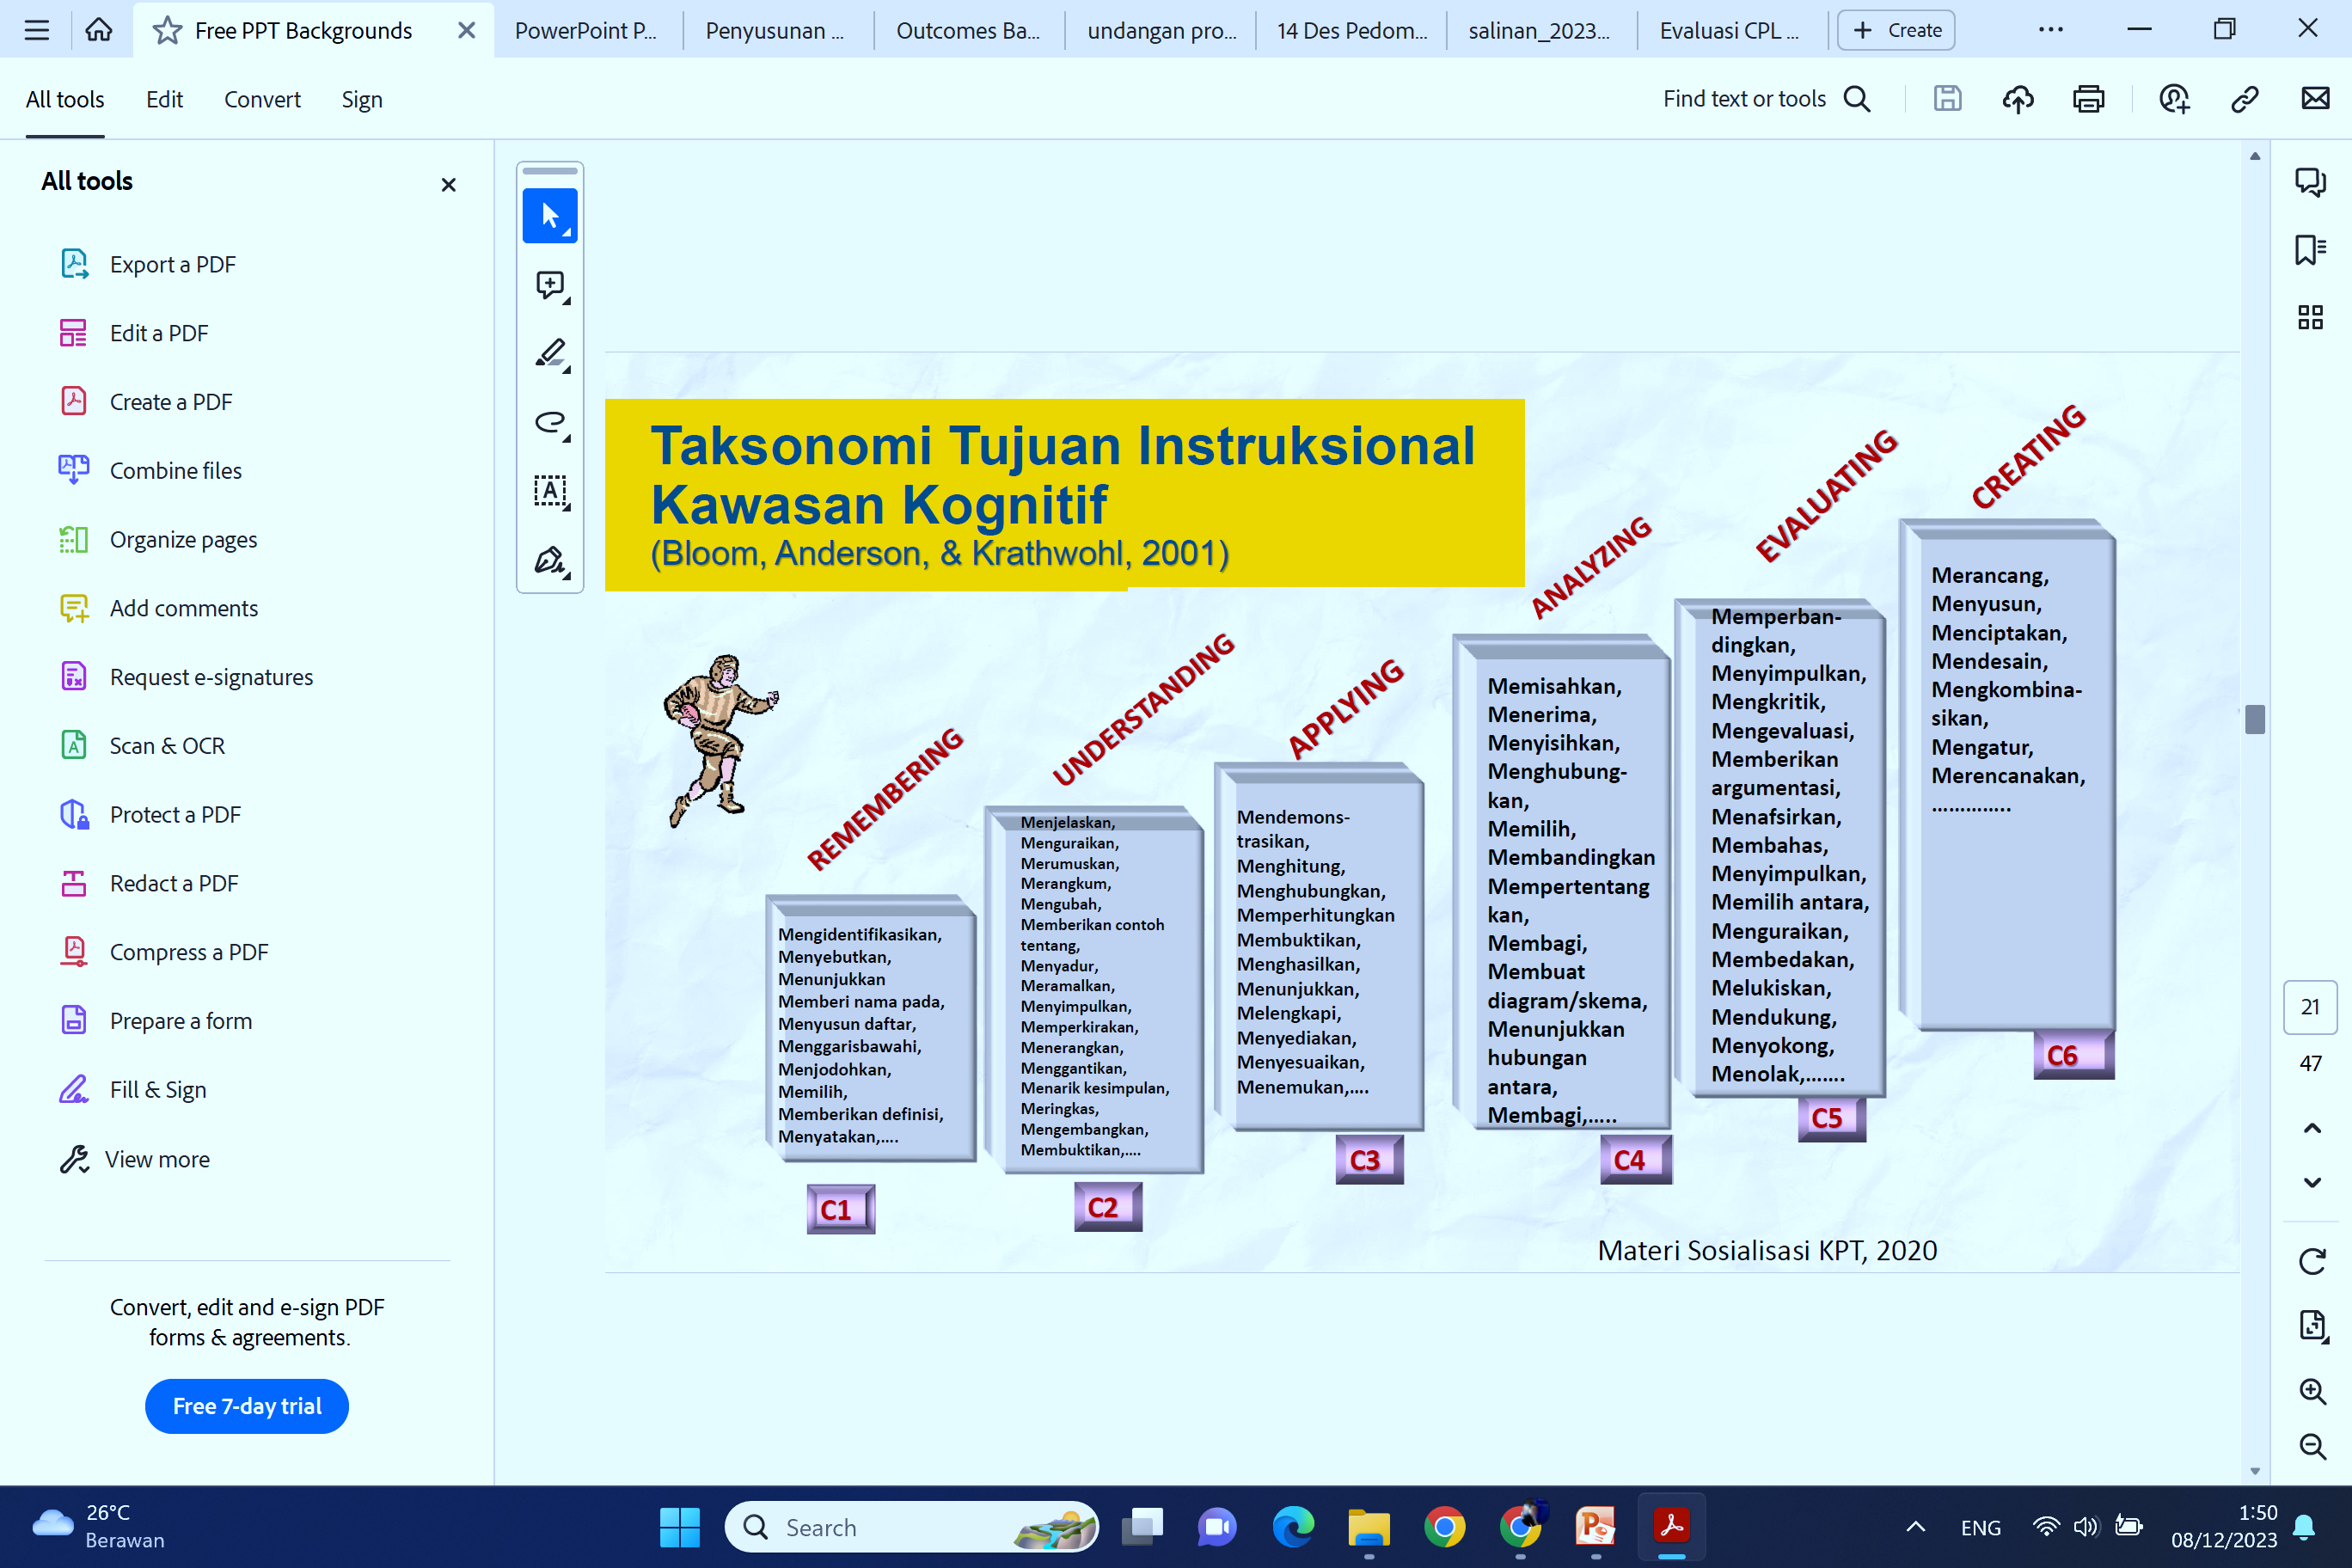 Free PPT Backgrounds
PowerPoint P...
Penyusunan ...
Outcomes Ba...
undangan pro...
14 Des Pedom...
salinan_2023...
Evaluasi CPL ...
Create
All tools
Edit
Convert
Sign
Find text or tools
All tools
Export a PDF
Edit a PDF
Create a PDF
Combine files
Organize pages
Add comments
Request e-signatures
Scan & OCR
Protect a PDF
Redact a PDF
Compress a PDF
Prepare a form
Fill & Sign
View more
Convert, edit and e-sign PDF
forms & agreements.
Free 7-day trial
Taksonomi Tujuan Instruksional
Kawasan Kognitif
(Bloom, Anderson, & Krathwohl, 2001)
REMEMBERING
Mengidentifikasikan,
Menyebutkan,
Menunjukkan
Memberi nama pada,
Menyusun daftar,
Menggarisbawahi,
Menjodohkan,
Memilih,
Memberikan definisi,
Menyatakan,....
C1
UNDERSTANDING
Menjelaskan,
Menguraikan,
Merumuskan,
Merangkum,
Mengubah,
Memberikan contoh
tentang,
Menyadur,
Meramalkan,
Menyimpulkan,
Memperkirakan,
Menerangkan,
Menggantikan,
Menarik kesimpulan,
Meringkas,
Mengembangkan,
Membuktikan,....
C2
APPLYING
Mendemons-
trasikan,
Menghitung,
Menghubungkan,
Memperhitungkan
Membuktikan,
Menghasilkan,
Menunjukkan,
Melengkapi,
Menyediakan,
Menyesuaikan,
Menemukan,....
C3
ANALYZING
Memisahkan,
Menerima,
Menyisihkan,
Menghubung-
kan,
Memilih,
Membandingkan
Mempertentang
kan,
Membagi,
Membuat
diagram/skema,
Menunjukkan
hubungan
antara,
Membagi,.....
C4
EVALUATING
Memperban-
dingkan,
Menyimpulkan,
Mengkritik,
Mengevaluasi,
Memberikan
argumentasi,
Menafsirkan,
Membahas,
Menyimpulkan,
Memilih antara,
Menguraikan,
Membedakan,
Melukiskan,
Mendukung,
Menyokong,
Menolak,.......
C5
CREATING
Merancang,
Menyusun,
Menciptakan,
Mendesain,
Mengkombina-
sikan,
Mengatur,
Merencanakan,
.............
C6
Materi Sosialisasi KPT, 2020
21
47
26°C
Berawan
Search
ENG
1:50
08/12/2023